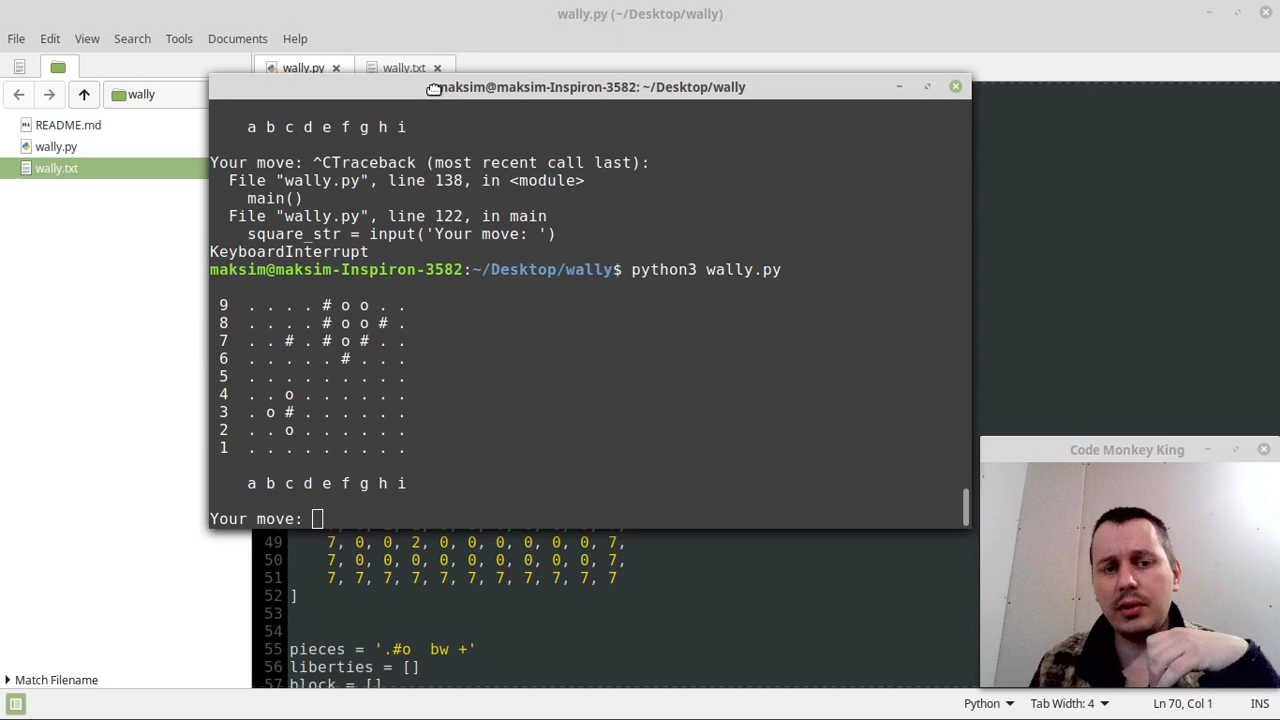 wally.py (~/Desktop/wally)
File Edit View Search Tools Documents Help
wally.py wally.txt
wally
README.md
wally.py
wally.txt
maksim@maksim-Inspiron-3582: ~/Desktop/wally
a b c d e f g h i
Your move: ^CTraceback (most recent call last):
File "wally.py", line 138, in <module>
main()
File "wally.py", line 122, in main
square_str = input('Your move: ')
KeyboardInterrupt
maksim@maksim-Inspiron-3582:~/Desktop/wally$ python3 wally.py
9 . . . . # o o . .
8 . . . . # o o # .
7 . . # . # o # . .
6 . . . . . # . . .
5 . . . . . . . . .
4 . . o . . . . . .
3 . o # . . . . . .
2 . . o . . . . . .
1 . . . . . . . . .
a b c d e f g h i
Your move:
Code Monkey King
49 7, 0, 0, 2, 0, 0, 0, 0, 0, 0, 7,
50 7, 0, 0, 0, 0, 0, 0, 0, 0, 0, 7,
51 7, 7, 7, 7, 7, 7, 7, 7, 7, 7, 7
52 ]
53
54
55 pieces = '.#o  bw +'
56 liberties = []
57 block = []
Match Filename
Python Tab Width: 4 Ln 70, Col 1 INS